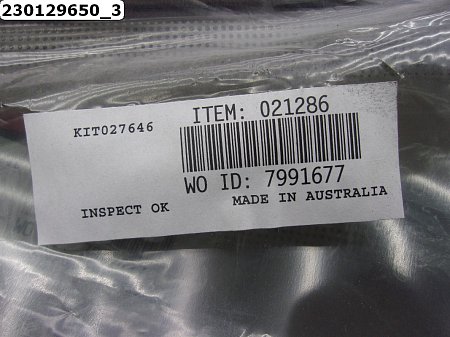 230129650_3
ITEM: 021286
KIT027646
WO ID: 7991677
INSPECT OK
MADE IN AUSTRALIA